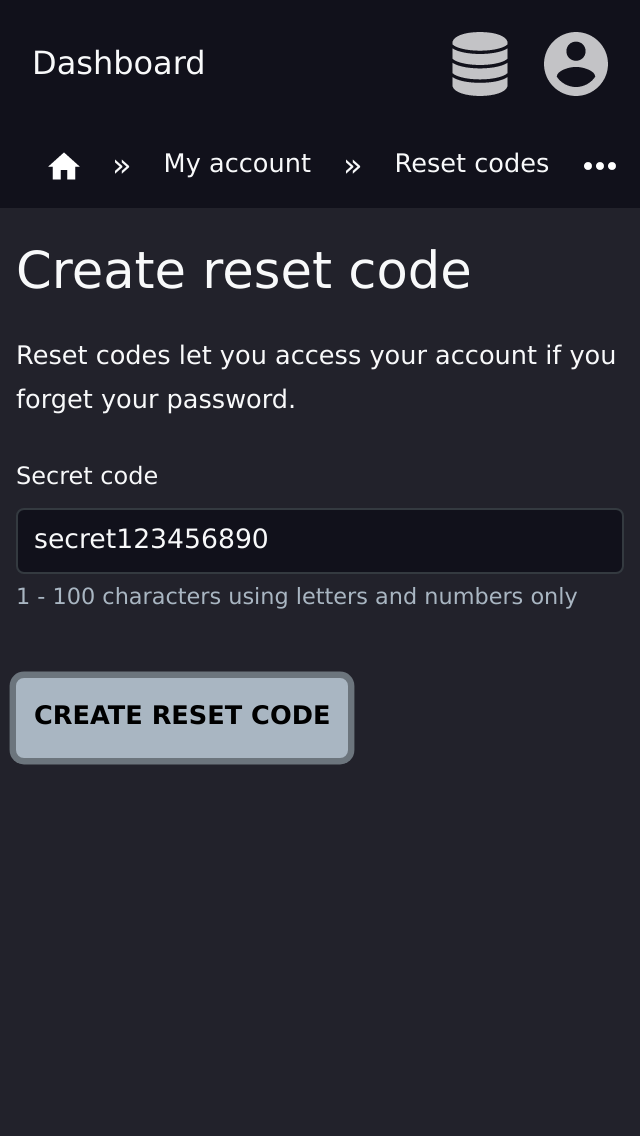 Dashboard
» My account » Reset codes •••
Create reset code
Reset codes let you access your account if you
forget your password.
Secret code
secret123456890
1 - 100 characters using letters and numbers only
CREATE RESET CODE